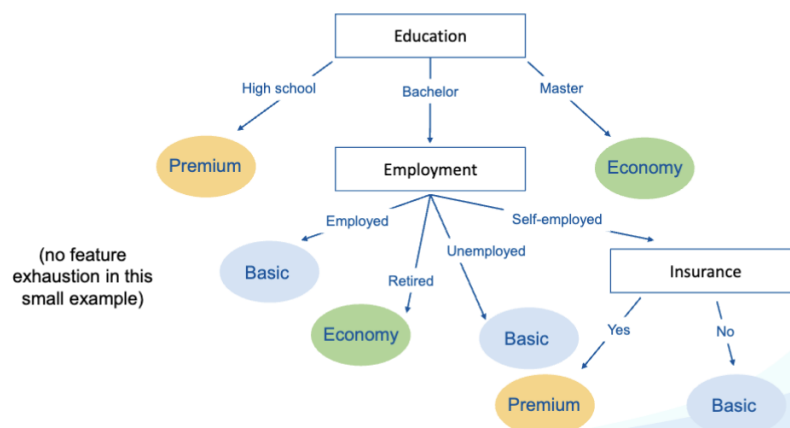 Education
High school
Bachelor
Master
Premium
Employment
Economy
Employed
Self-employed
(no feature
exhaustion in this
small example)
Unemployed
Basic
Retired
Insurance
Economy
Basic
Yes
No
Premium
Basic